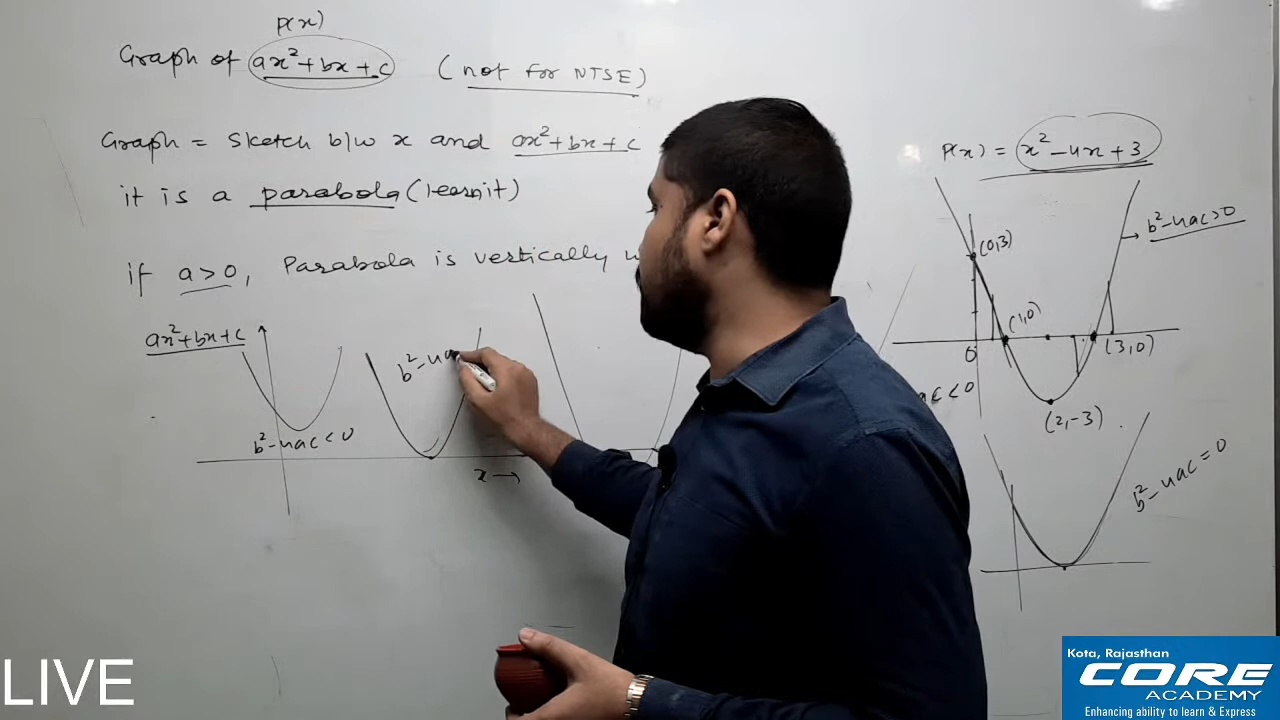 P(x)
Graph of ax²+bx+c (not for NTSE)
Graph = Sketch b/w x and ax²+bx+c
it is a parabola (learn it)
if a>0, Parabola is vertically
ax²+bx+c
b²-4ac<0
b²-4a
x →
P(x) = x²-4x+3
b²-4ac>0
(0,3)
(1,0)
0
(3,0)
(2,-3)
ac<0
b²-4ac=0
LIVE
Kota, Rajasthan
CORE
ACADEMY
Enhancing ability to learn & Express